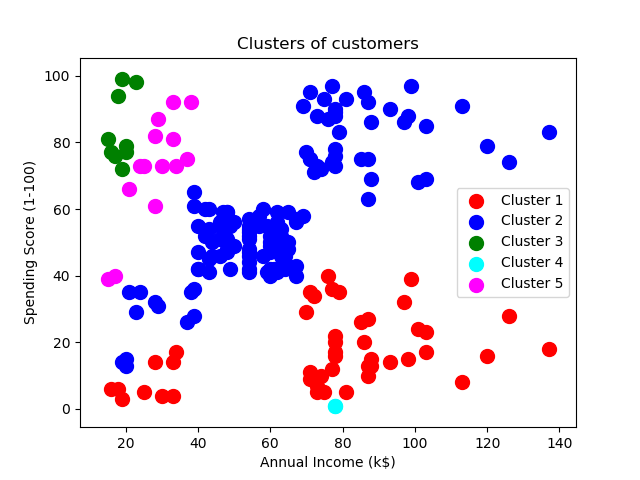 Clusters of customers
Spending Score (1-100)
100
80
60
40
20
0
Cluster 1
Cluster 2
Cluster 3
Cluster 4
Cluster 5
20 40 60 80 100 120 140
Annual Income (k$)